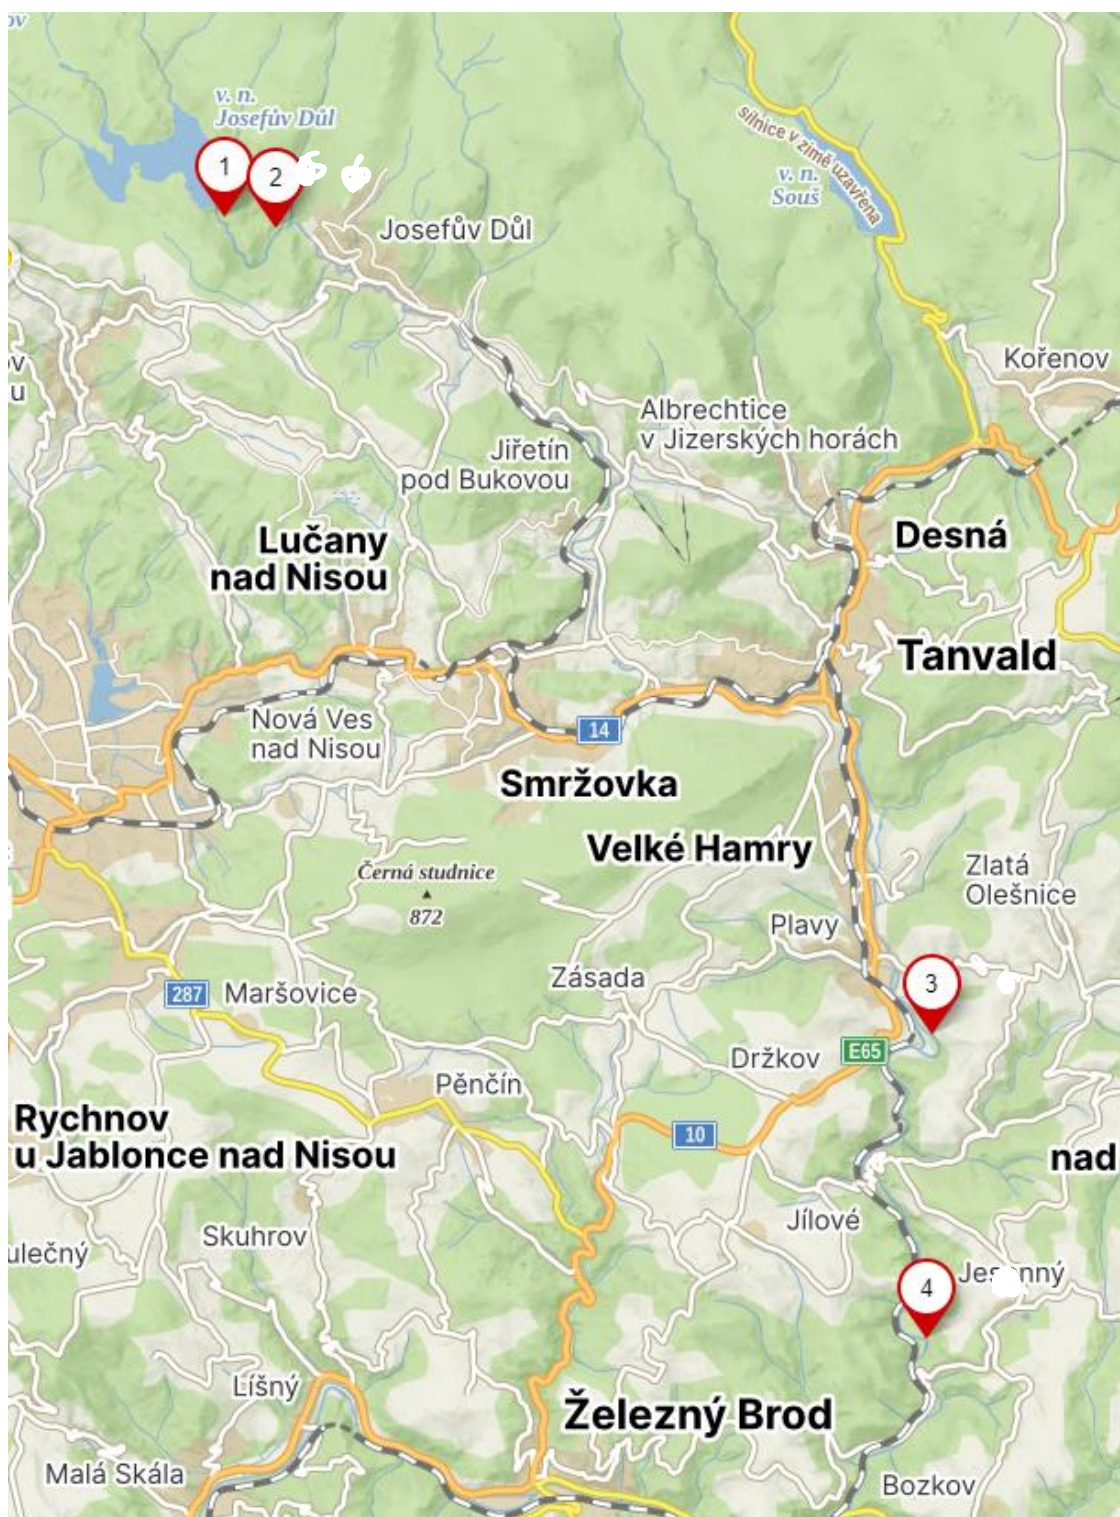 ov
v. n.
Josefův Důl
1
2
silnice v zimě uzavřena
v. n.
Souš
Josefův Důl
Kořenov
ov
u
Albrechtice
v Jizerských horách
Jiřetín
pod Bukovou
Lučany
nad Nisou
Desná
Tanvald
Nová Ves
nad Nisou
14
Smržovka
Velké Hamry
Černá studnice
872
Zlatá
Olešnice
Plavy
Zásada
3
287
Maršovice
Držkov
E65
Pěnčín
Rychnov
u Jablonce nad Nisou
10
nad
Jílové
Skuhrov
ulečný
4
Líšný
Železný Brod
Malá Skála
Bozkov